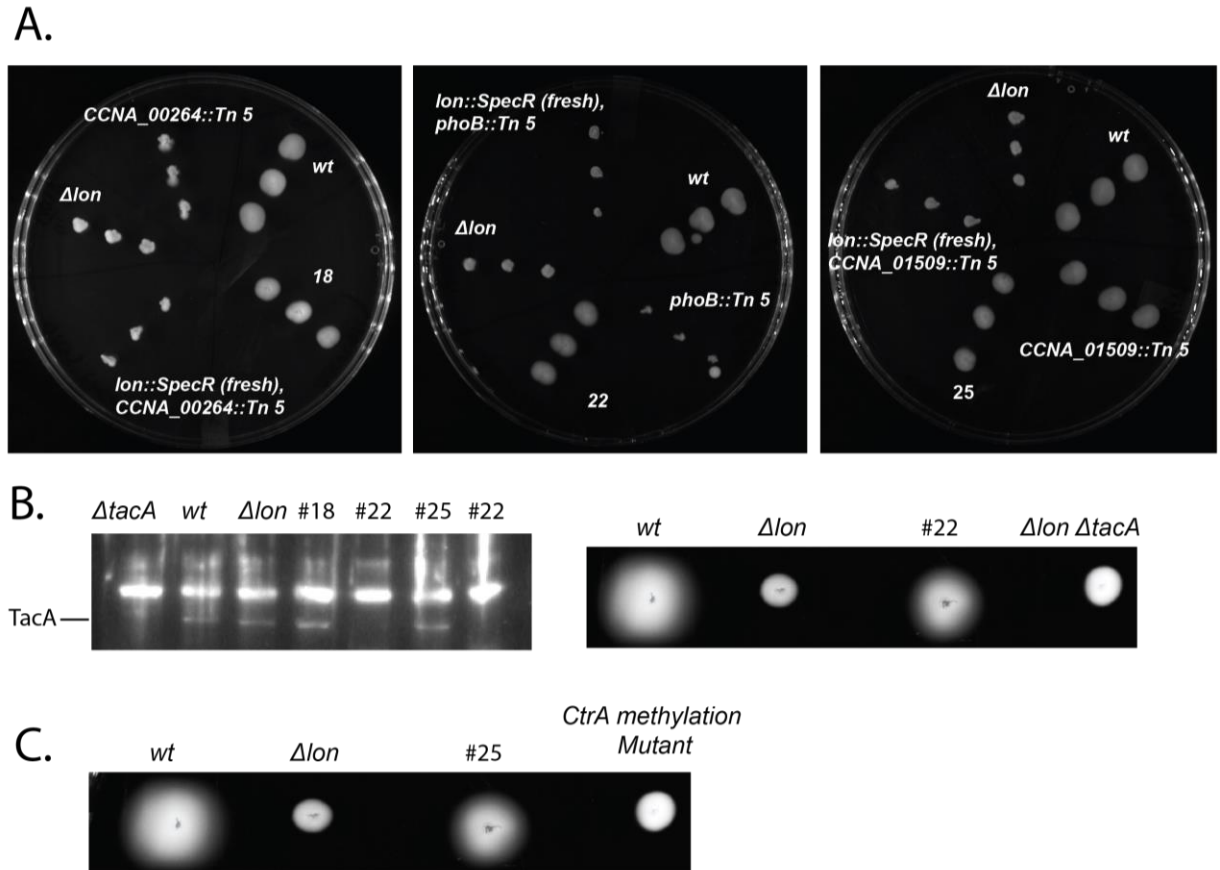 A.
CCNA_00264::Tn 5
wt
Δlon
18
lon::SpecR (fresh),
CCNA_00264::Tn 5
lon::SpecR (fresh),
phoB::Tn 5
wt
Δlon
phoB::Tn 5
22
Δlon
wt
lon::SpecR (fresh),
CCNA_01509::Tn 5
CCNA_01509::Tn 5
25
B.
ΔtacA wt Δlon #18 #22 #25 #22
TacA
wt Δlon #22 Δlon ΔtacA
C.
CtrA methylation
Mutant
wt Δlon #25